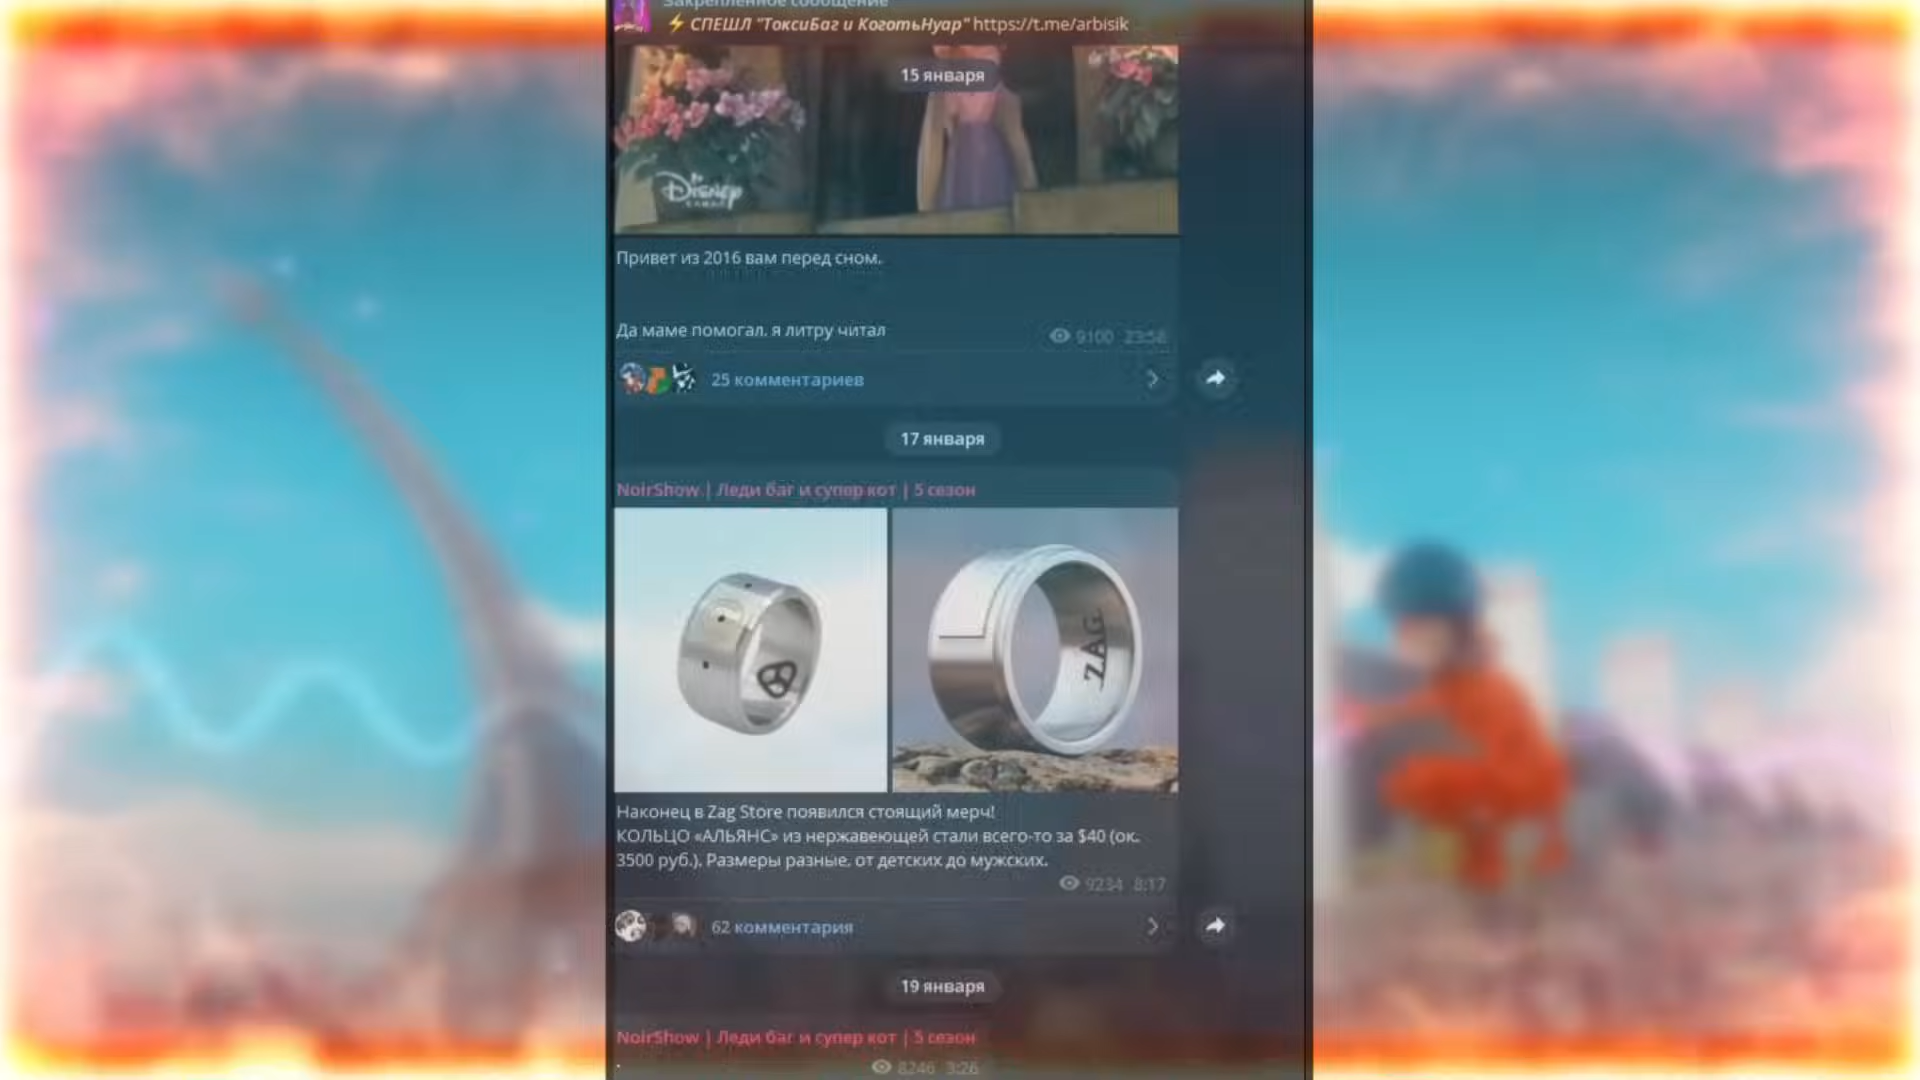 Закрепленное сообщение
⚡ СПЕШЛ "ТоксиБаг и КоготьНуар" https://t.me/arbisik
15 января
Disney
Привет из 2016 вам перед сном.
Да маме помогал. я литру читал
9100 23:58
25 комментариев
17 января
NoirShow | Леди баг и супер кот | 5 сезон
ZAG
Наконец в Zag Store появился стоящий мерч!
КОЛЬЦО «АЛЬЯНС» из нержавеющей стали всего-то за $40 (ок.
3500 руб.). Размеры разные, от детских до мужских.
9234 8:17
62 комментария
19 января
NoirShow | Леди баг и супер кот | 5 сезон
.
8246 3:26